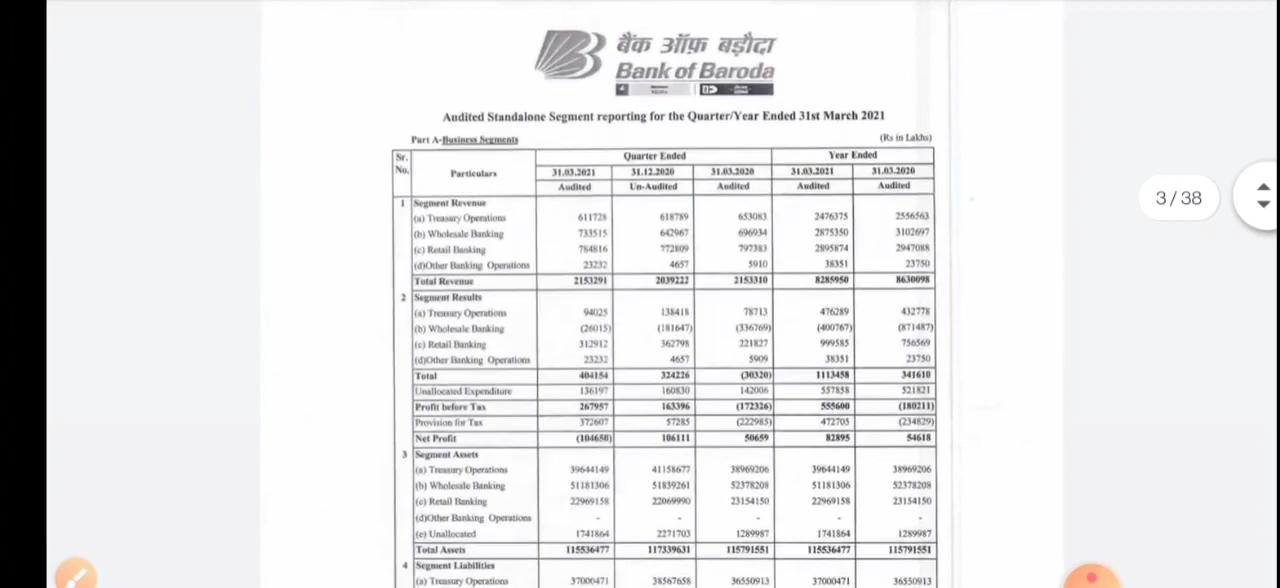 बैंक ऑफ़ बड़ौदा
Bank of Baroda
Audited Standalone Segment reporting for the Quarter/Year Ended 31st March 2021
Part A-Business Segments (Rs in Lakhs)
Sr. No. Particulars Quarter Ended Year Ended
31.03.2021 31.12.2020 31.03.2020 31.03.2021 31.03.2020
Audited Un-Audited Audited Audited Audited
1 Segment Revenue
(a) Treasury Operations 611728 618789 653083 2476375 2556563
(b) Wholesale Banking 733515 642967 696934 2875350 3102697
(c) Retail Banking 784816 772809 797383 2895874 2947088
(d)Other Banking Operations 23232 4657 5910 38351 23750
Total Revenue 2153291 2039222 2153310 8285950 8630098
2 Segment Results
(a) Treasury Operations 94025 138418 78713 476289 432778
(b) Wholesale Banking (26015) (181647) (336769) (400767) (871487)
(c) Retail Banking 312912 362798 221827 999585 756569
(d)Other Banking Operations 23232 4657 5909 38351 23750
Total 404154 324226 (30320) 1113458 341610
Unallocated Expenditure 136197 160830 142006 557858 521821
Profit before Tax 267957 163396 (172326) 555600 (180211)
Provision for Tax 372607 57285 (222985) 472705 (234829)
Net Profit (104650) 106111 50659 82895 54618
3 Segment Assets
(a) Treasury Operations 39644149 41158677 38969206 39644149 38969206
(b) Wholesale Banking 51181306 51839261 52378208 51181306 52378208
(c) Retail Banking 22969158 22069990 23154150 22969158 23154150
(d)Other Banking Operations - - - - -
(e) Unallocated 1741864 2271703 1289987 1741864 1289987
Total Assets 115536477 117339631 115791551 115536477 115791551
4 Segment Liabilities
(a) Treasury Operations 37000471 38567658 36550913 37000471 36550913
3 / 38